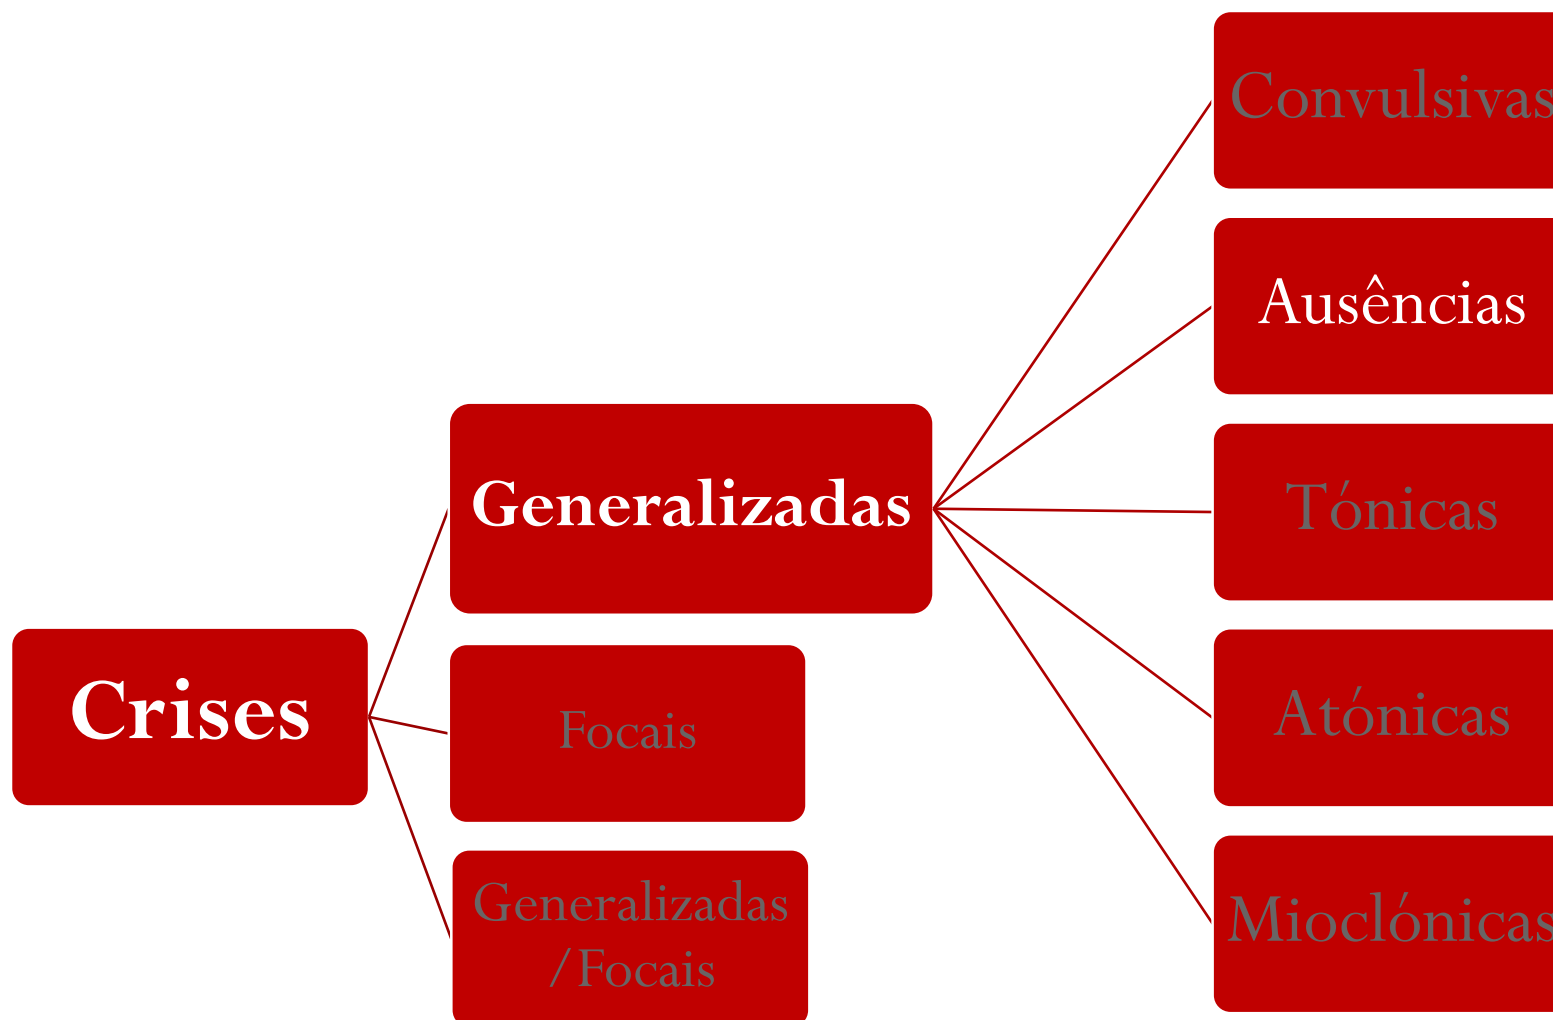 Crises
Generalizadas
Focais
Generalizadas
/Focais
Convulsivas
Ausências
Tónicas
Atónicas
Mioclónicas